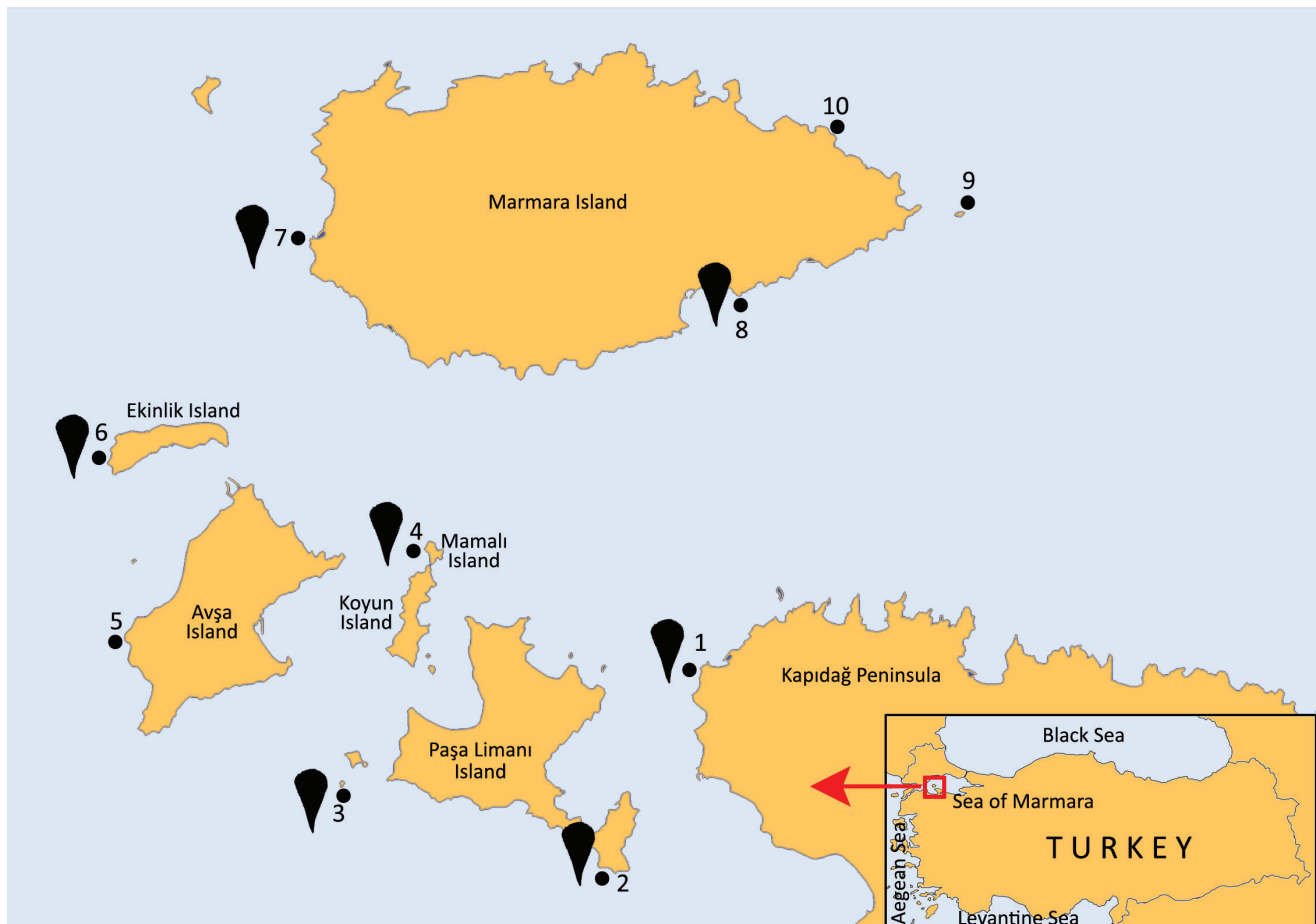 10
9
Marmara Island
7
8
Ekinlik Island
6
4
Mamalı
Island
Koyun
Island
5
Avşa
Island
1
Kapıdağ Peninsula
Paşa Limanı
Island
3
2
Black Sea
Sea of Marmara
TURKEY
Aegean Sea
Levantine Sea